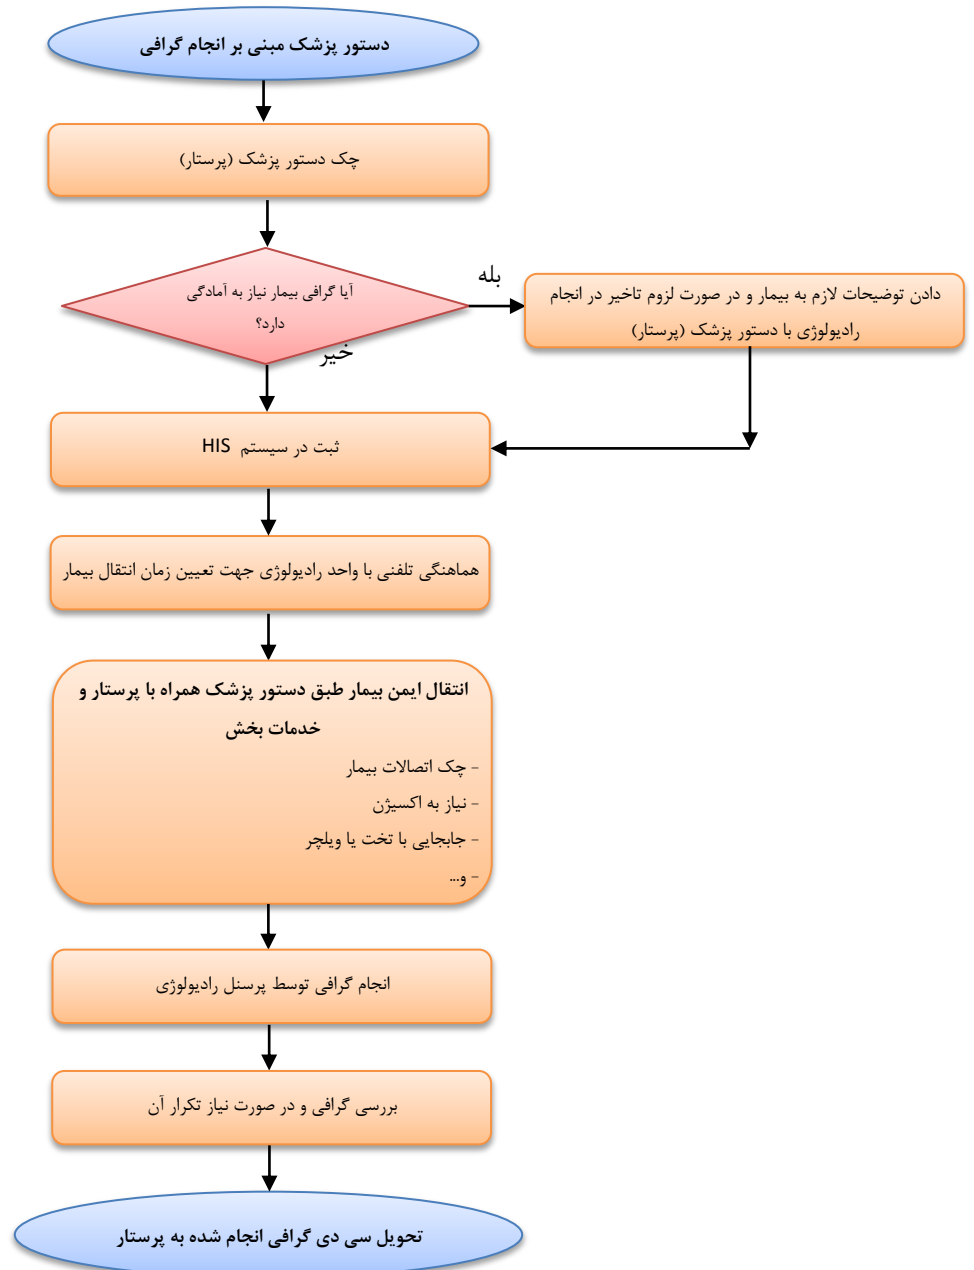 دستور پزشک مبنی بر انجام گرافی
چک دستور پزشک (پرستار)
آیا گرافی بیمار نیاز به آمادگی
دارد؟
بله
دادن توضیحات لازم به بیمار و در صورت لزوم تاخیر در انجام
رادیولوژی با دستور پزشک (پرستار)
خیر
ثبت در سیستم HIS
هماهنگی تلفنی با واحد رادیولوژی جهت تعیین زمان انتقال بیمار
انتقال ایمن بیمار طبق دستور پزشک همراه با پرستار و
خدمات بخش
- چک اتصالات بیمار
- نیاز به اکسیژن
- جابجایی با تخت یا ویلچر
- و...
انجام گرافی توسط پرسنل رادیولوژی
بررسی گرافی و در صورت نیاز تکرار آن
تحویل سی دی گرافی انجام شده به پرستار